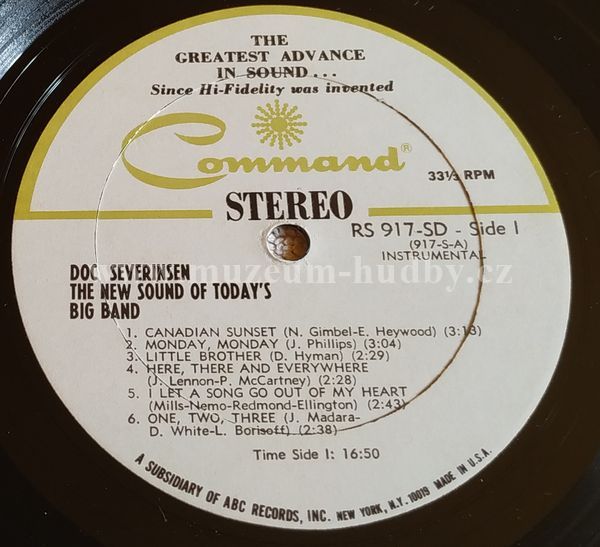 THE
GREATEST ADVANCE
IN SOUND...
Since Hi-Fidelity was invented
Command®
33⅓ RPM
STEREO
RS 917-SD - Side 1
(917-S-A)
INSTRUMENTAL
DOC SEVERINSEN
THE NEW SOUND OF TODAY'S
BIG BAND
1. CANADIAN SUNSET (N. Gimbel-E. Heywood) (3:13)
2. MONDAY, MONDAY (J. Phillips) (3:04)
3. LITTLE BROTHER (D. Hyman) (2:29)
4. HERE, THERE AND EVERYWHERE
(J. Lennon-P. McCartney) (2:28)
5. I LET A SONG GO OUT OF MY HEART
(Mills-Nemo-Redmond-Ellington) (2:43)
6. ONE, TWO, THREE (J. Madara-
D. White-L. Borisoff) (2:38)
Time Side I: 16:50
A SUBSIDIARY OF ABC RECORDS, INC. NEW YORK, N.Y. 10019 MADE IN U.S.A.
www.muzeum-hudby.cz